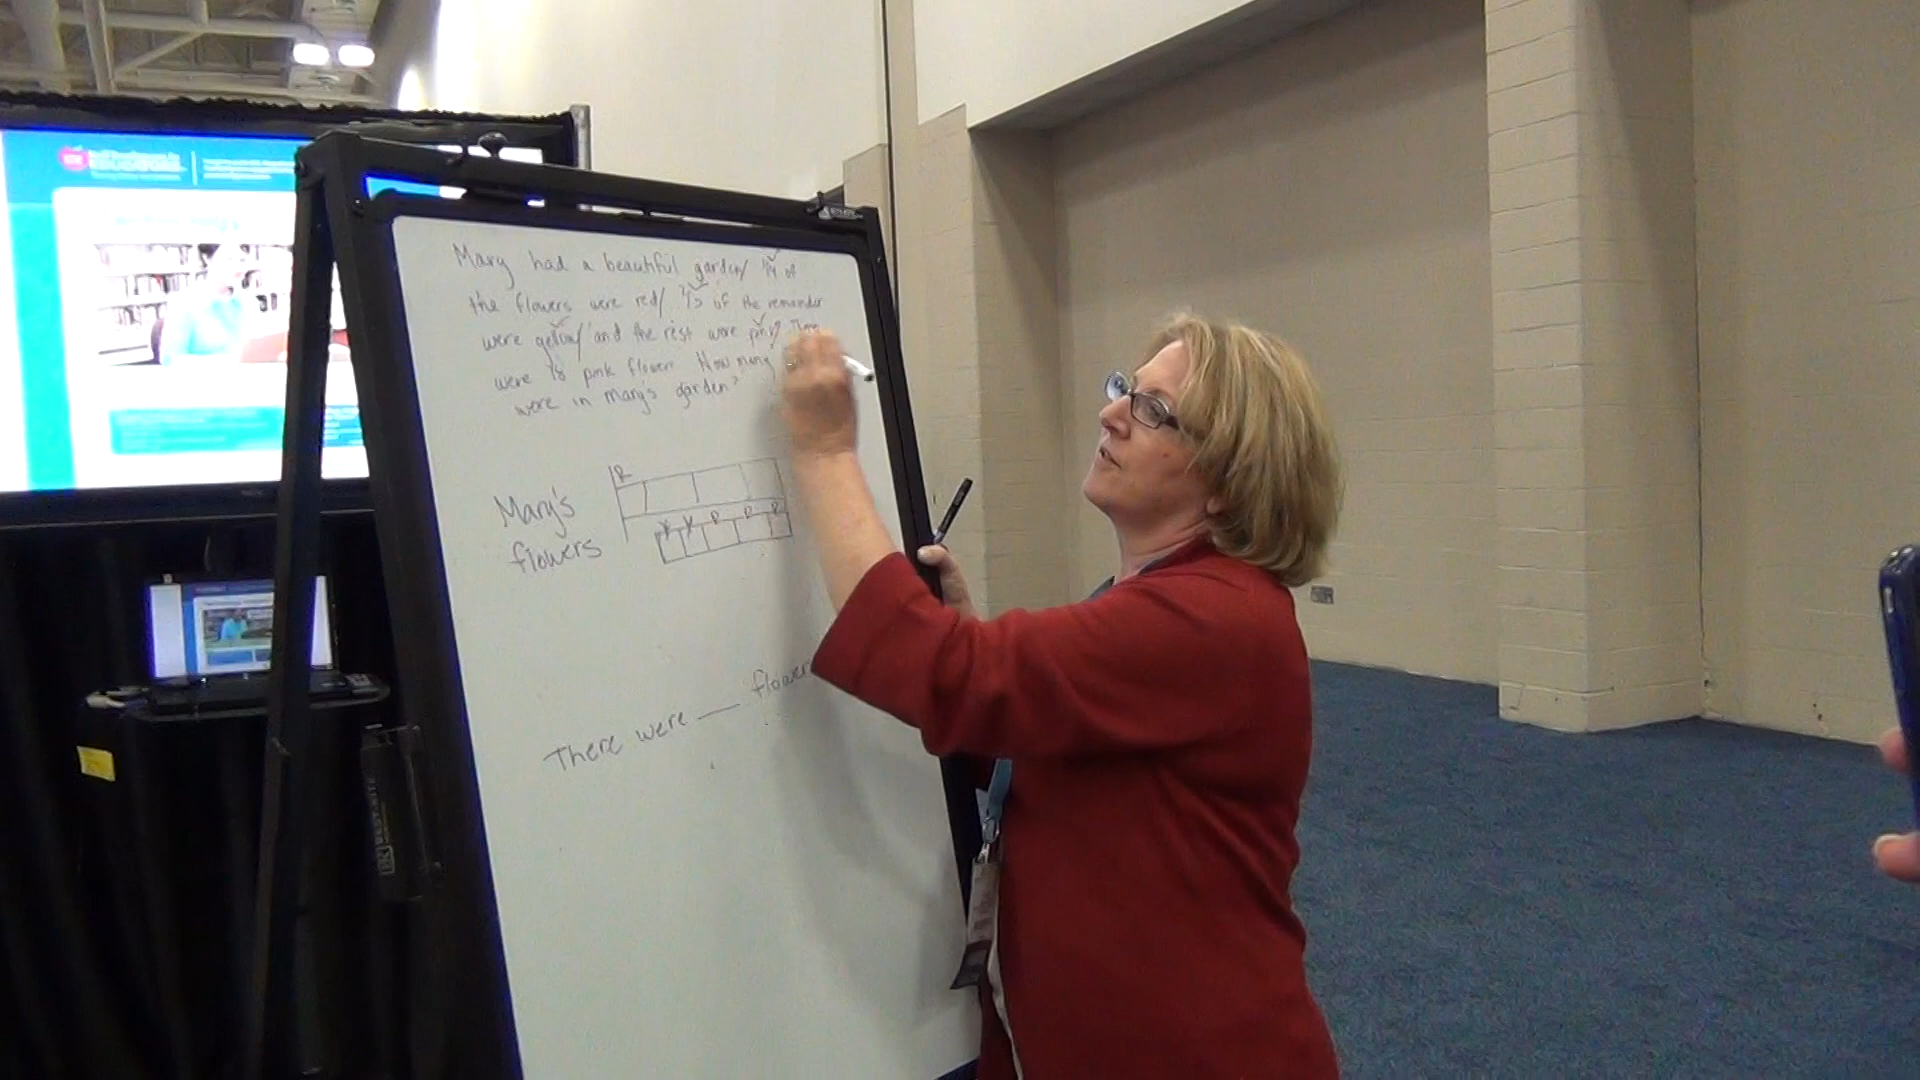 Mary had a beautiful garden/ 1/4 of
the flowers were red/ 2/5 of the remainder
were yellow/ and the rest were pink/ There
were 18 pink flowers How many
were in Mary's garden?
R
Mary's
flowers
Y Y P P P
There were ___ flowers